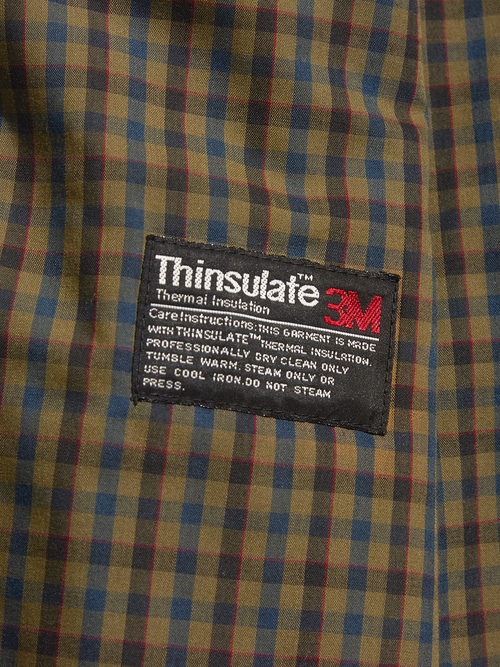 Thinsulate™
3M
Thermal Insulation
Care Instructions: THIS GARMENT IS MADE
WITH THINSULATE™ THERMAL INSULATION.
PROFESSIONALLY DRY CLEAN ONLY
TUMBLE WARM. STEAM ONLY OR
USE COOL IRON. DO NOT STEAM
PRESS.